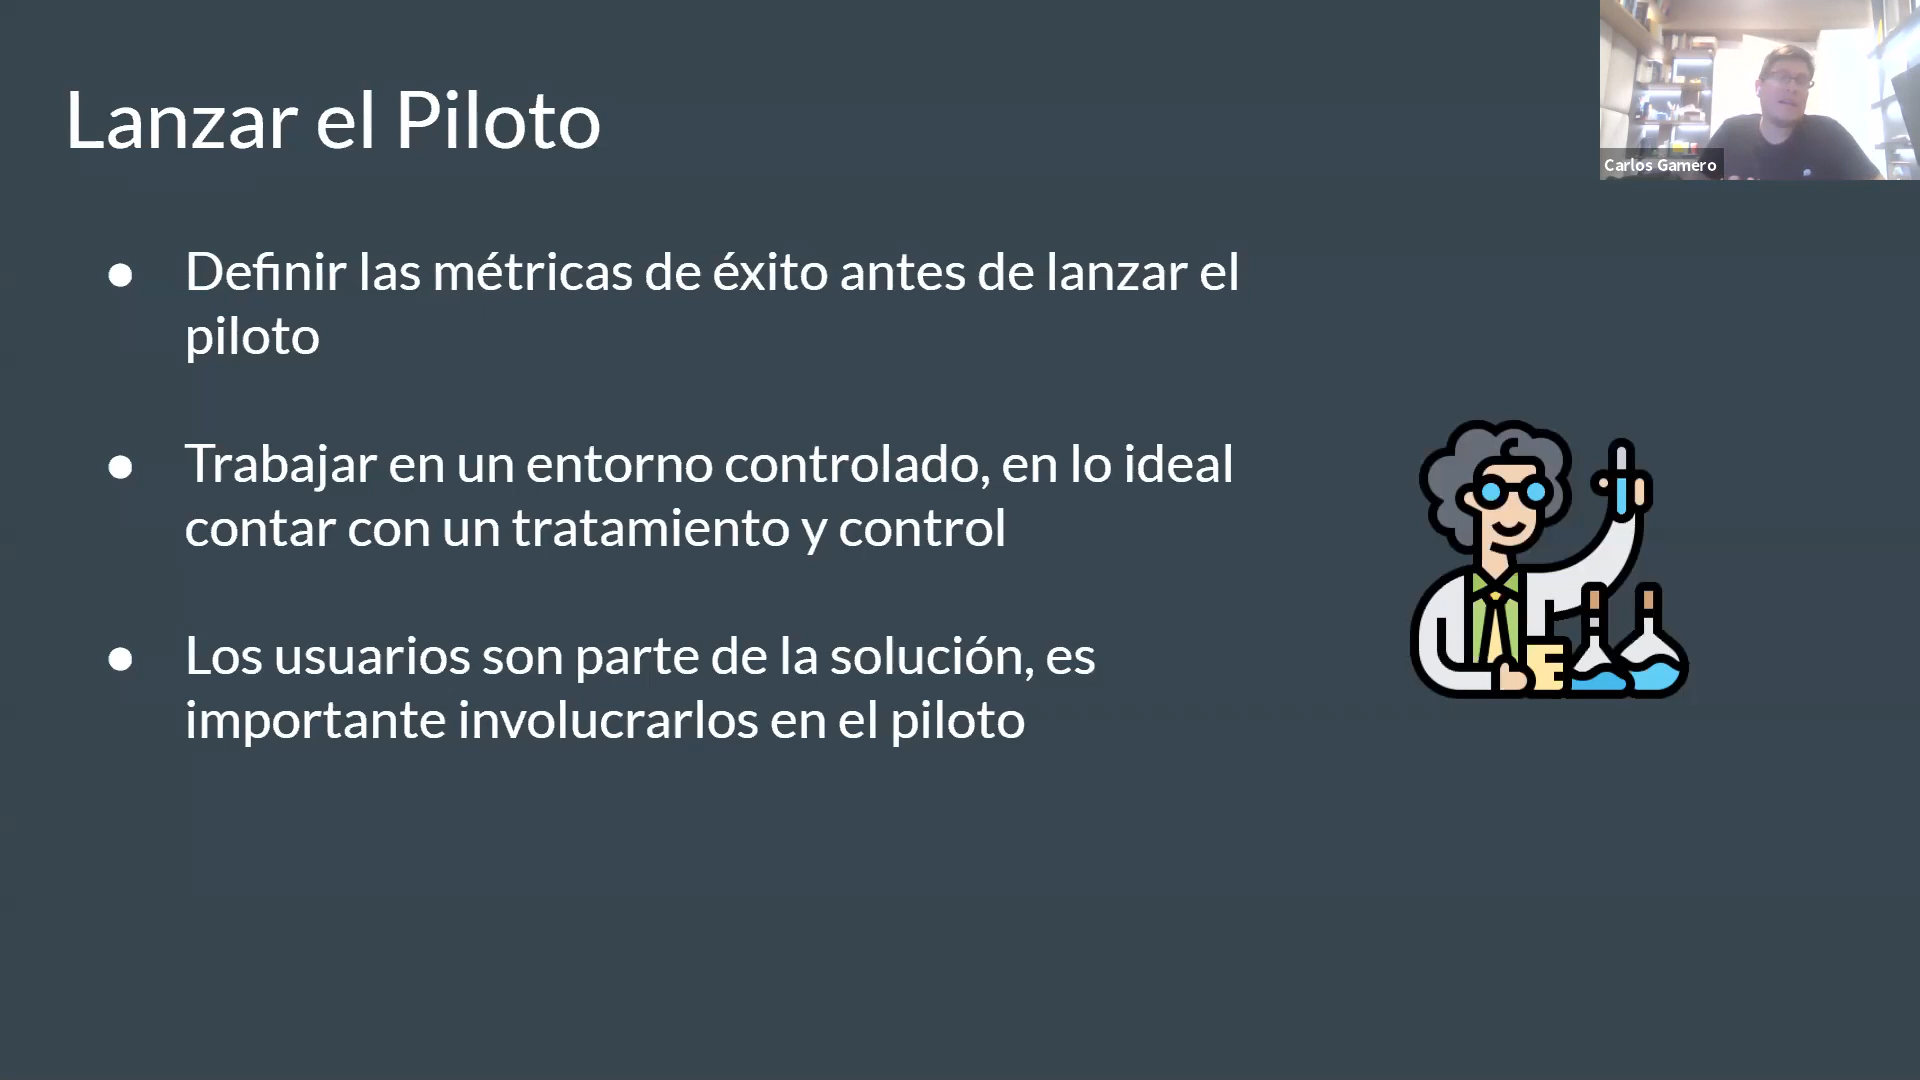 Lanzar el Piloto
Carlos Gamero
● Definir las métricas de éxito antes de lanzar el
piloto
● Trabajar en un entorno controlado, en lo ideal
contar con un tratamiento y control
● Los usuarios son parte de la solución, es
importante involucrarlos en el piloto